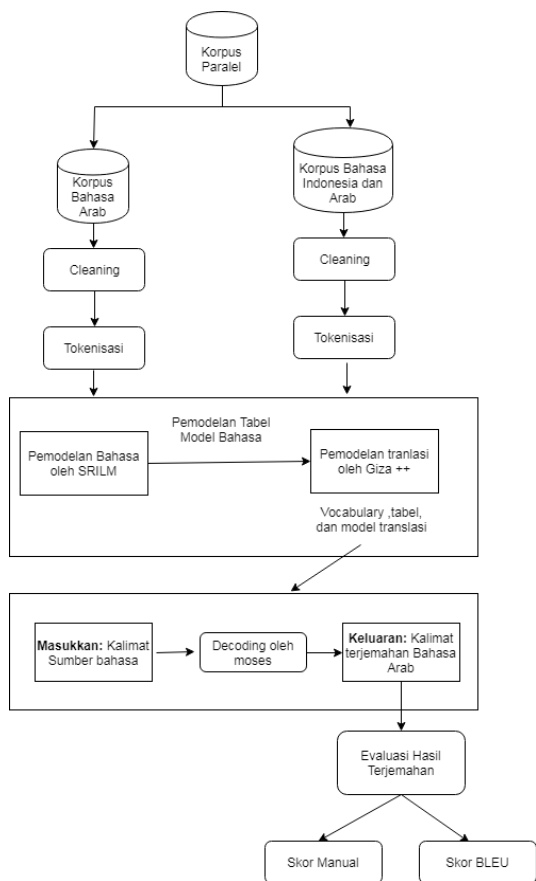 Korpus
Paralel
Korpus
Bahasa
Arab
Korpus Bahasa
Indonesia dan
Arab
Cleaning
Cleaning
Tokenisasi
Tokenisasi
Pemodelan Tabel
Model Bahasa
Pemodelan Bahasa
oleh SRILM
Pemodelan tranlasi
oleh Giza ++
Vocabulary ,tabel,
dan model translasi
Masukkan: Kalimat
Sumber bahasa
Decoding oleh
moses
Keluaran: Kalimat
terjemahan Bahasa
Arab
Evaluasi Hasil
Terjemahan
Skor Manual
Skor BLEU